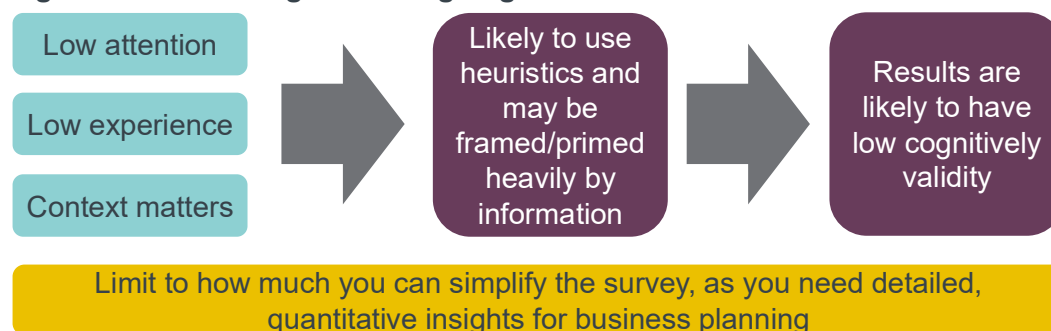 Low attention
Low experience
Context matters
Likely to use
heuristics and
may be
framed/primed
heavily by
information
Results are
likely to have
low cognitively
validity
Limit to how much you can simplify the survey, as you need detailed,
quantitative insights for business planning